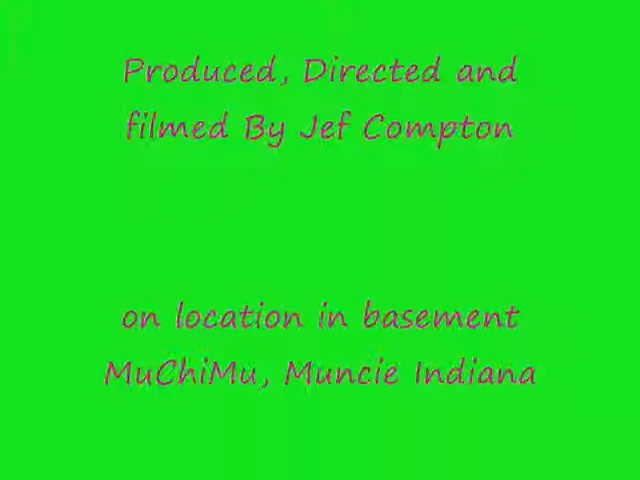 Produced, Directed and
filmed By Jef Compton
on location in basement
MuChiMu, Muncie Indiana